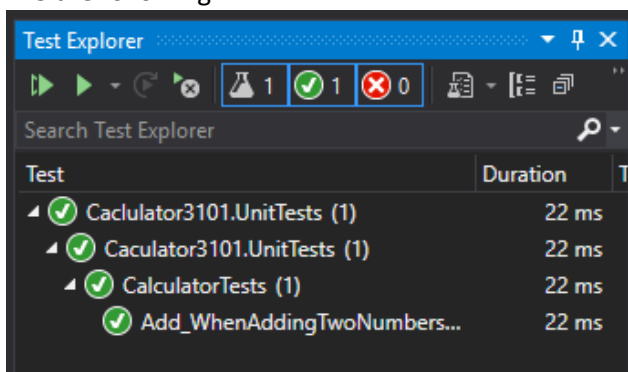 Test Explorer
1 1 0
Search Test Explorer
Test Duration T
Caclulator3101.UnitTests (1) 22 ms
Caculator3101.UnitTests (1) 22 ms
CalculatorTests (1) 22 ms
Add_WhenAddingTwoNumbers... 22 ms